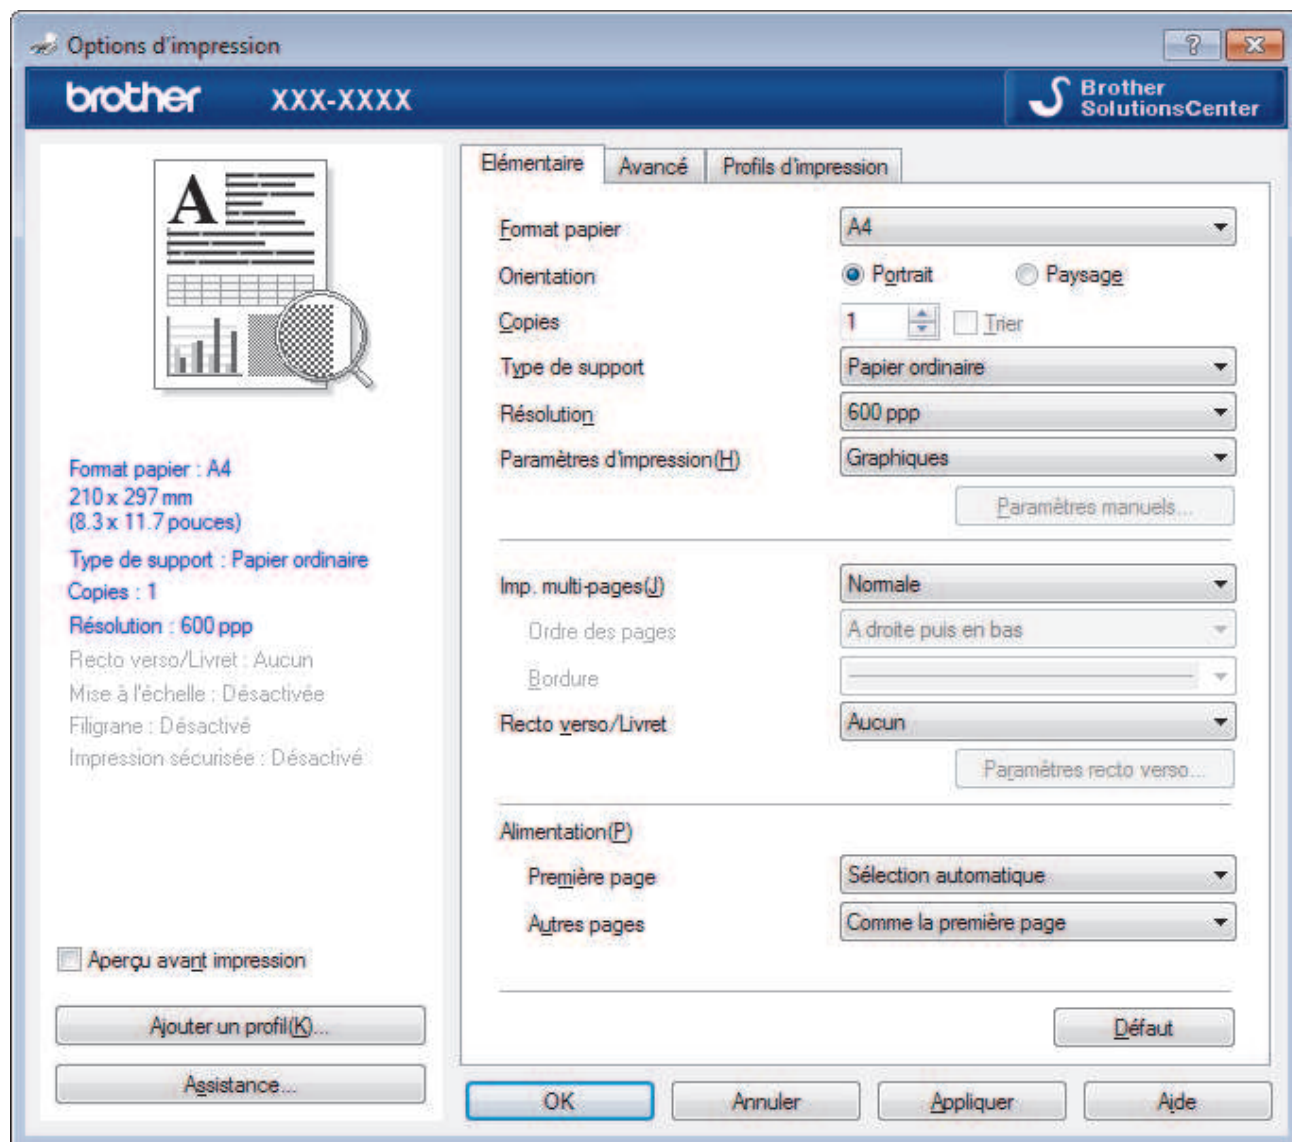 Options d'impression
brother XXX-XXXX
Brother
SolutionsCenter
A
Format papier : A4
210 x 297 mm
(8.3 x 11.7 pouces)
Type de support : Papier ordinaire
Copies : 1
Résolution : 600 ppp
Recto verso/Livret : Aucun
Mise à l'échelle : Désactivée
Filigrane : Désactivé
Impression sécurisée : Désactivé
Aperçu avant impression
Ajouter un profil(K)...
Assistance...
Elémentaire Avancé Profils d'impression
Format papier A4
Orientation Portrait Paysage
Copies 1 Trier
Type de support Papier ordinaire
Résolution 600 ppp
Paramètres d'impression(H) Graphiques
Paramètres manuels...
Imp. multi-pages(J) Normale
Ordre des pages A droite puis en bas
Bordure
Recto verso/Livret Aucun
Paramètres recto verso...
Alimentation(P)
Première page Sélection automatique
Autres pages Comme la première page
Défaut
OK Annuler Appliquer Aide